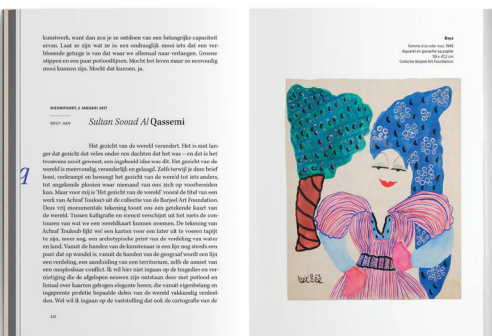 kunstwerk, want dan zou je ze ontdoen van een belangrijke capaciteit
ervan. Laat ze zijn wat ze is: een ondraaglijk mooi iets dat een ver-
bloemde getuige is van dat waar we allemaal naar verlangen. Groene
stippen en een paar potloodlijnen. Mocht het leven maar zo eenvoudig
mooi kunnen zijn. Mocht dat kunnen, ja.
NIEUWPOORT, 2 JANUARI 2017
BRIEF: AAN Sultan Sooud Al Qassemi
Het gezicht van de wereld verandert. Het is niet lan-
ger dat gezicht dat velen onder ons dachten dat het was – en dat is het
trouwens nooit geweest, een ingebeeld idee was dit. Het gezicht van de
wereld is meervoudig, veranderlijk en gelaagd. Zelfs terwijl je deze brief
leest, verkrampt en beweegt het gezicht van de wereld tot iets anders,
tot ongekende plooien waar niemand van ons zich op voorbereiden
kan. Maar voor mij is 'Het gezicht van de wereld' vooral de titel van een
werk van Achraf Touloub uit de collectie van de Barjeel Art Foundation.
Deze vrij monumentale tekening toont ons een getekende kaart van
de wereld. Tussen kalligrafie en stencil verschijnt uit het niets de con-
touren van wat we een wereldkaart kunnen noemen. De tekening van
Achraf Touloub lijkt wel een kaart voor een later uit te voeren tapijt
te zijn, meer nog, een archetypische print van de verdeling van water
en land. Vanuit de handen van de kunstenaar is een lijn nog steeds een
punt dat op wandel is, vanuit de handen van de geograaf wordt een lijn
een verdeling, een aanduiding van een territorium, zelfs de aanzet van
een onoplosbaar conflict. Ik wil hier niet ingaan op de tragedies en ver-
nietiging die de afgelopen eeuwen zijn ontstaan door met potlood en
liniaal over kaarten gebogen elegante heren, die vanuit eigenbelang en
ingeprente profetie bepaalde delen van de wereld vakkundig verdeel-
den. Wel wil ik ingaan op de vaststelling dat ook de cartografie van de
Baya
Femme à la robe rose, 1945
Aquarel en gouache op papier
Collectie Barjeel Art Foundation